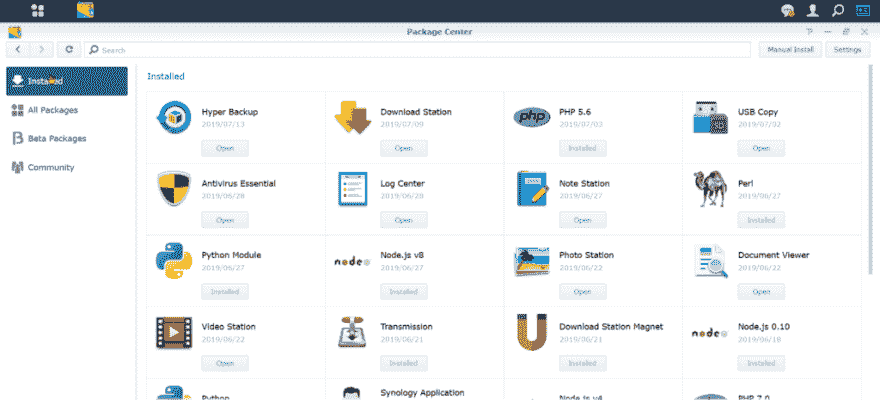 Package Center
Search
Manual Install
Settings
Installed
All Packages
Beta Packages
Community
Installed
Hyper Backup
2019/07/13
Open
Download Station
2019/07/09
Open
php
PHP 5.6
2019/07/03
Installed
USB Copy
2019/07/02
Open
Antivirus Essential
2019/06/28
Open
Log Center
2019/06/28
Open
Note Station
2019/06/27
Open
Perl
2019/06/27
Installed
Python Module
2019/06/27
Installed
node
Node.js v8
2019/06/27
Installed
Photo Station
2019/06/22
Open
Document Viewer
2019/06/22
Open
Video Station
2019/06/22
Open
Transmission
2019/06/21
Installed
Download Station Magnet
2019/06/21
Installed
node
Node.js 0.10
2019/06/18
Installed
Python
Synology Application
Node.js v4
PHP 7.0